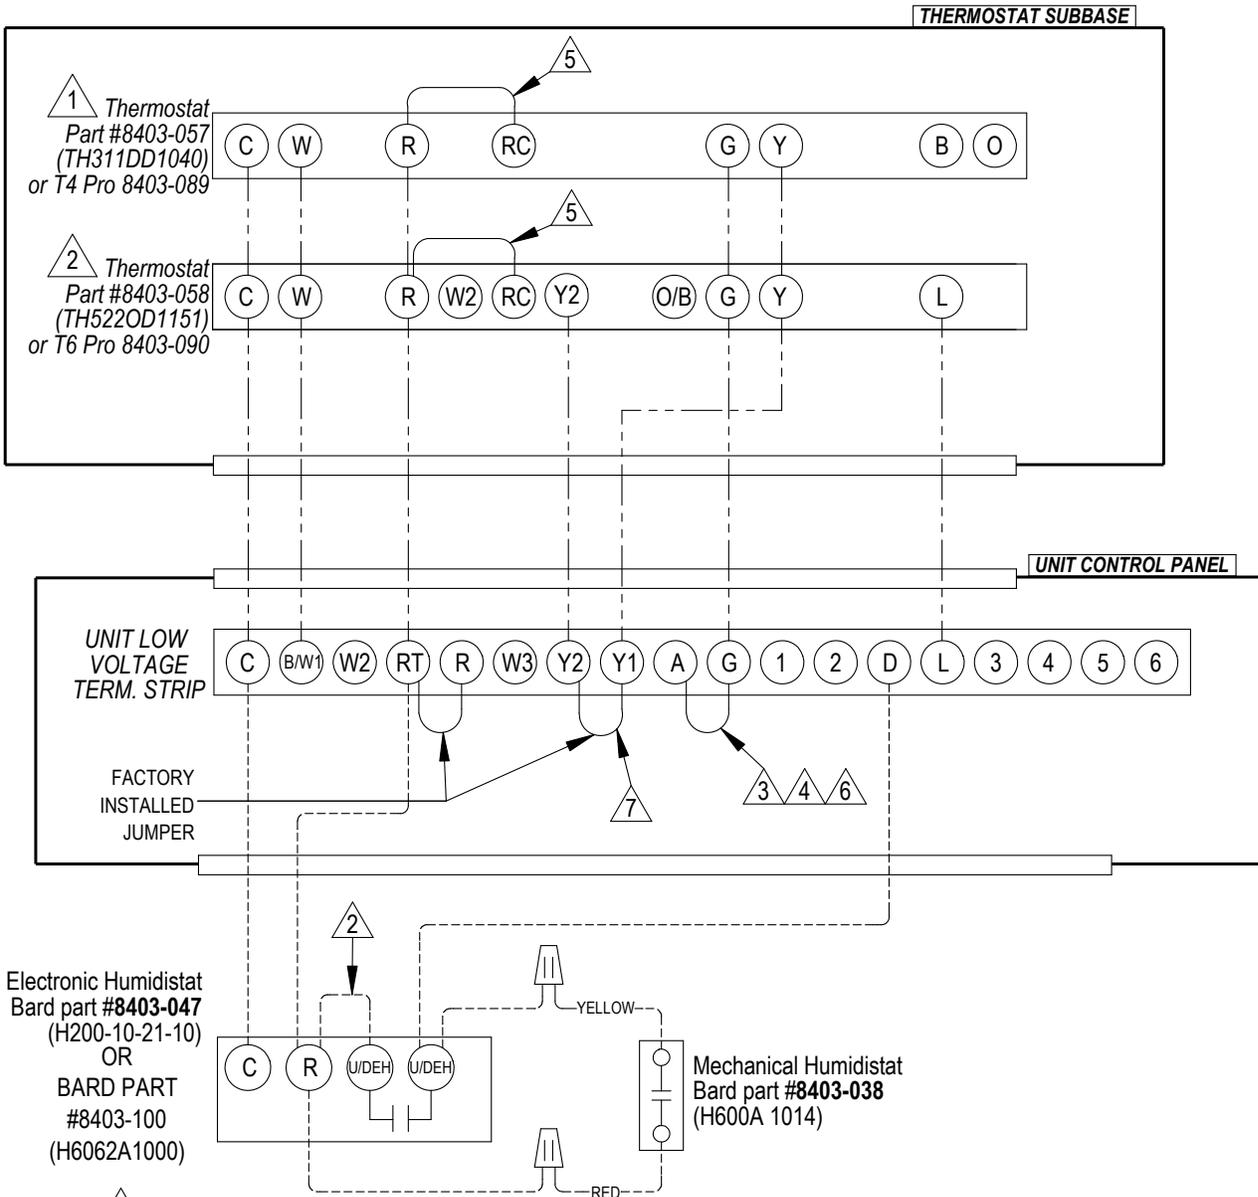 THERMOSTAT SUBBASE
5
1 Thermostat
Part #8403-057
(TH311DD1040)
or T4 Pro 8403-089
C W R RC G Y B O
5
2 Thermostat
Part #8403-058
(TH522OD1151)
or T6 Pro 8403-090
C W R W2 RC Y2 O/B G Y L
UNIT CONTROL PANEL
UNIT LOW
VOLTAGE
TERM. STRIP
C B/W1 W2 RT R W3 Y2 Y1 A G 1 2 D L 3 4 5 6
FACTORY
INSTALLED
JUMPER
7
3 4 6
2
Electronic Humidistat
Bard part #8403-047
(H200-10-21-10)
OR
BARD PART
#8403-100
(H6062A1000)
C R U/DEH U/DEH
YELLOW
Mechanical Humidistat
Bard part #8403-038
(H600A 1014)
RED